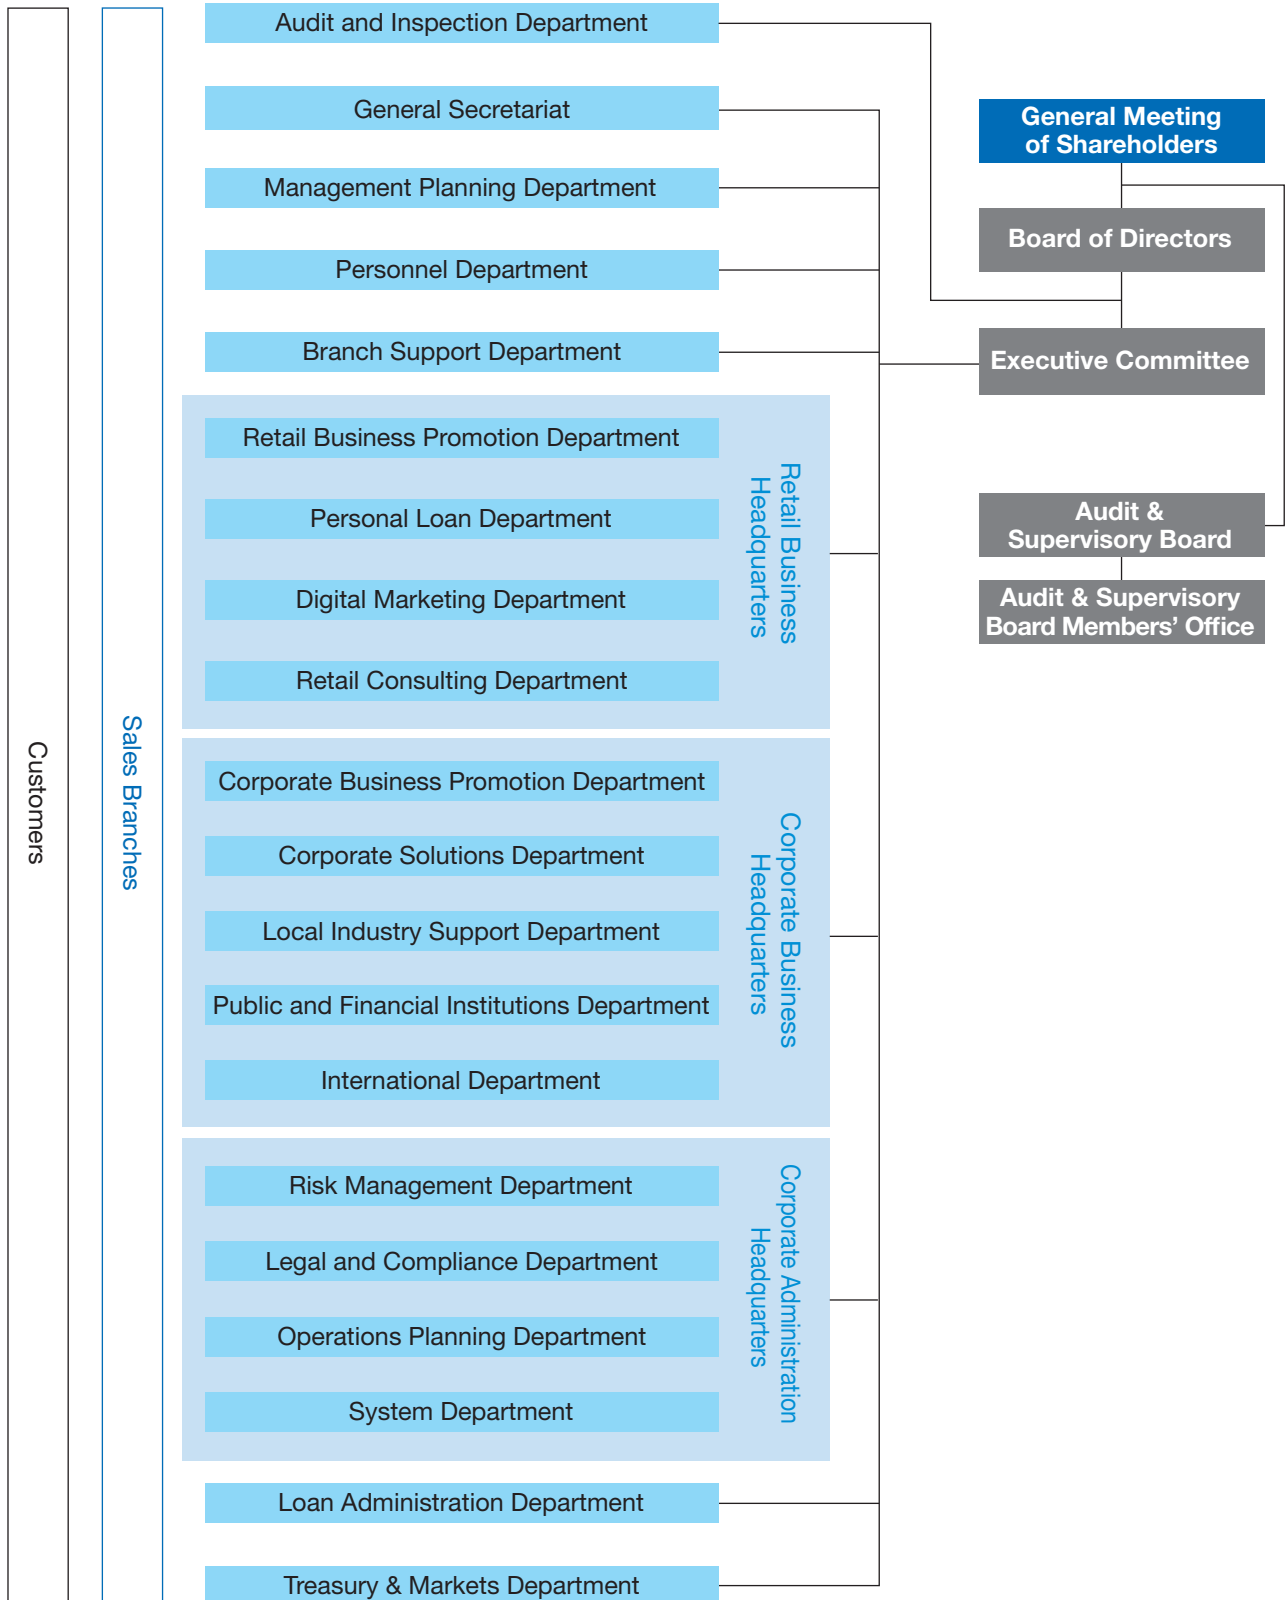 Customers
Sales Branches
Audit and Inspection Department
General Secretariat
Management Planning Department
Personnel Department
Branch Support Department
Retail Business Promotion Department
Personal Loan Department
Digital Marketing Department
Retail Consulting Department
Retail Business
Headquarters
Corporate Business Promotion Department
Corporate Solutions Department
Local Industry Support Department
Public and Financial Institutions Department
International Department
Corporate Business
Headquarters
Risk Management Department
Legal and Compliance Department
Operations Planning Department
System Department
Corporate Administration
Headquarters
Loan Administration Department
Treasury & Markets Department
General Meeting
of Shareholders
Board of Directors
Executive Committee
Audit &
Supervisory Board
Audit & Supervisory
Board Members’ Office